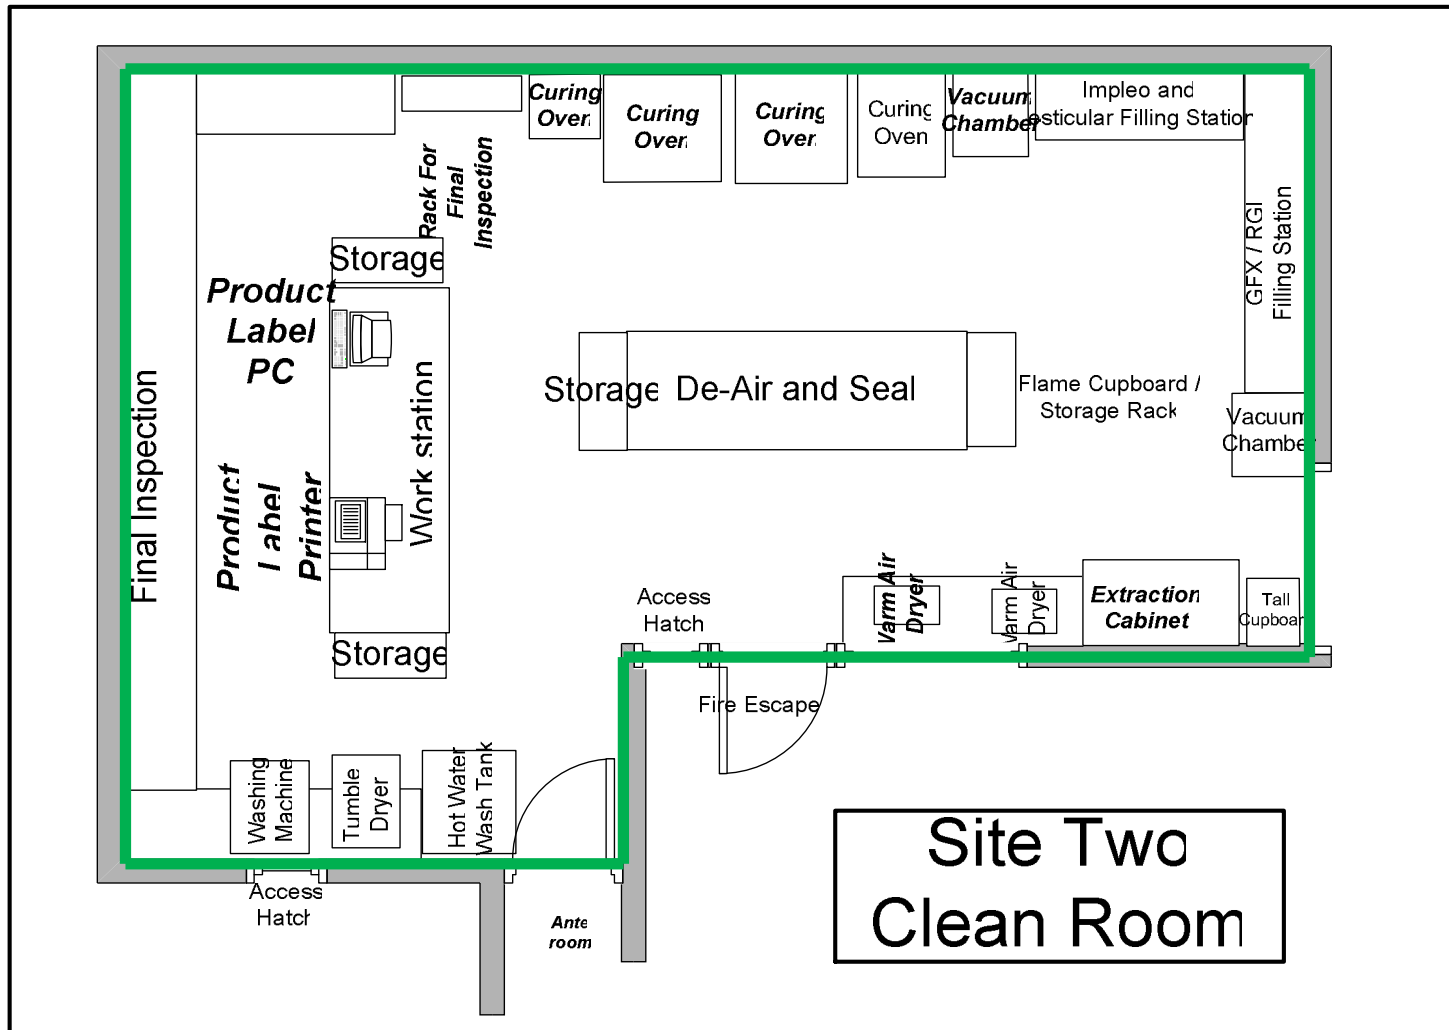 Curing
Oven
Curing
Oven
Curing
Oven
Curing
Oven
Vacuum
Chamber
Impleo and
esticular Filling Station
Rack For
Final
Inspection
GFX / RGI
Filling Station
Storage
Product
Label
PC
Work station
Storage
De-Air and Seal
Flame Cupboard /
Storage Rack
Vacuum
Chamber
Final Inspection
Product
Label
Printer
Storage
Access
Hatch
Warm Air
Dryer
Warm Air
Dryer
Extraction
Cabinet
Tall
Cupboar
Fire Escape
Washing
Machine
Tumble
Dryer
Hot Water
Wash Tank
Access
Hatch
Ante
room
Site Two
Clean Room